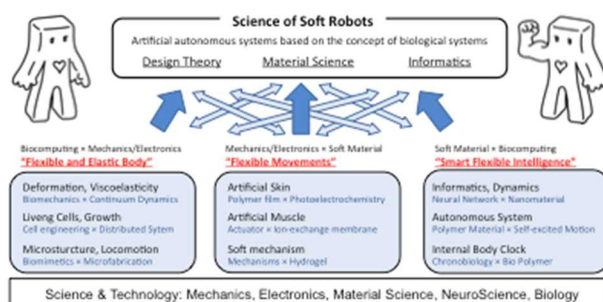 Science of Soft Robots
Artificial autonomous systems based on the concept of biological systems
Design Theory Material Science Informatics
Biocomputing × Mechanics/Electronics
"Flexible and Elastic Body"
Mechanics/Electronics × Soft Material
"Flexible Movements"
Soft Material × Biocomputing
"Smart Flexible Intelligence"
Deformation, Viscoelasticity
Biomechanics × Continuum Dynamics
Liveng Cells, Growth
Cell engineering × Distributed System
Microsturcture, Locomotion
Biomimetics × Microfabrication
Artificial Skin
Polymer film × Photoelectrochemistry
Artificial Muscle
Actuator × Ion-exchange membrane
Soft mechanism
Mechanisms × Hydrogel
Informatics, Dynamics
Neural Network × Nanomaterial
Autonomous System
Polymer Material × Self-excited Motion
Internal Body Clock
Chronobiology × Bio Polymer
Science & Technology: Mechanics, Electronics, Material Science, NeuroScience, Biology